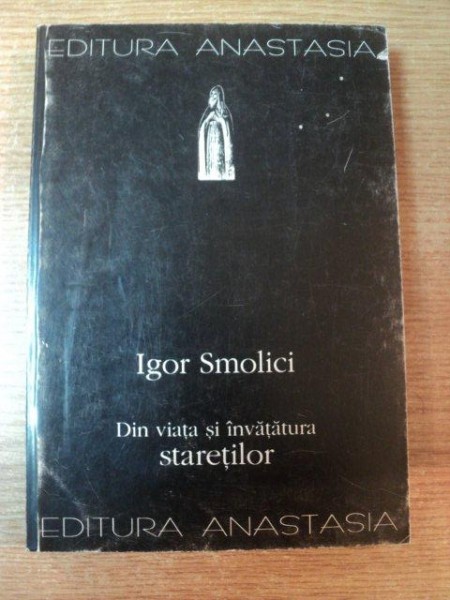 EDITURA ANASTASIA
Igor Smolici
Din viața și învățătura
stareților
EDITURA ANASTASIA